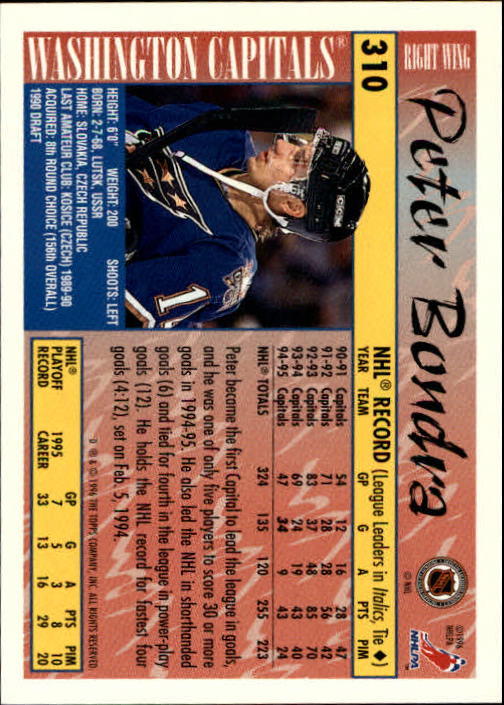 RIGHT WING
310
Peter Bondra
NHL
© NHL
©1996
NHLPA
NHLPA™
WASHINGTON CAPITALS®
CCM
1
HEIGHT: 6'0" WEIGHT: 200 SHOOTS: LEFT
BORN: 2-7-68, LUTSK, USSR
HOME: SLOVAKIA, CZECH REPUBLIC
LAST AMATEUR CLUB: KOSICE (CZECH) 1989-90
ACQUIRED: 8th ROUND CHOICE (156th OVERALL)
1990 DRAFT
NHL® RECORD (League Leaders in Italics, Tie ◆)
YEAR TEAM GP G A PTS PIM
90-91 Capitals 54 12 16 28 47
91-92 Capitals 71 28 28 56 42
92-93 Capitals 83 37 48 85 70
93-94 Capitals 69 24 19 43 40
94-95 Capitals 47 34 9 43 24
NHL® TOTALS 324 135 120 255 223
Peter became the first Capital to lead the league in goals,
and he was one of only five players to score 30 or more
goals in 1994-95. He also led the NHL in shorthanded
goals (6) and tied for fourth in the league in power-play
goals (12). He holds the NHL record for fastest four
goals (4:12), set on Feb. 5, 1994.
D ℗ & © 1996 THE TOPPS COMPANY, INC. ALL RIGHTS RESERVED
NHL® 1995 GP G A PTS PIM
PLAYOFF 7 5 3 8 10
RECORD CAREER 33 13 16 29 20